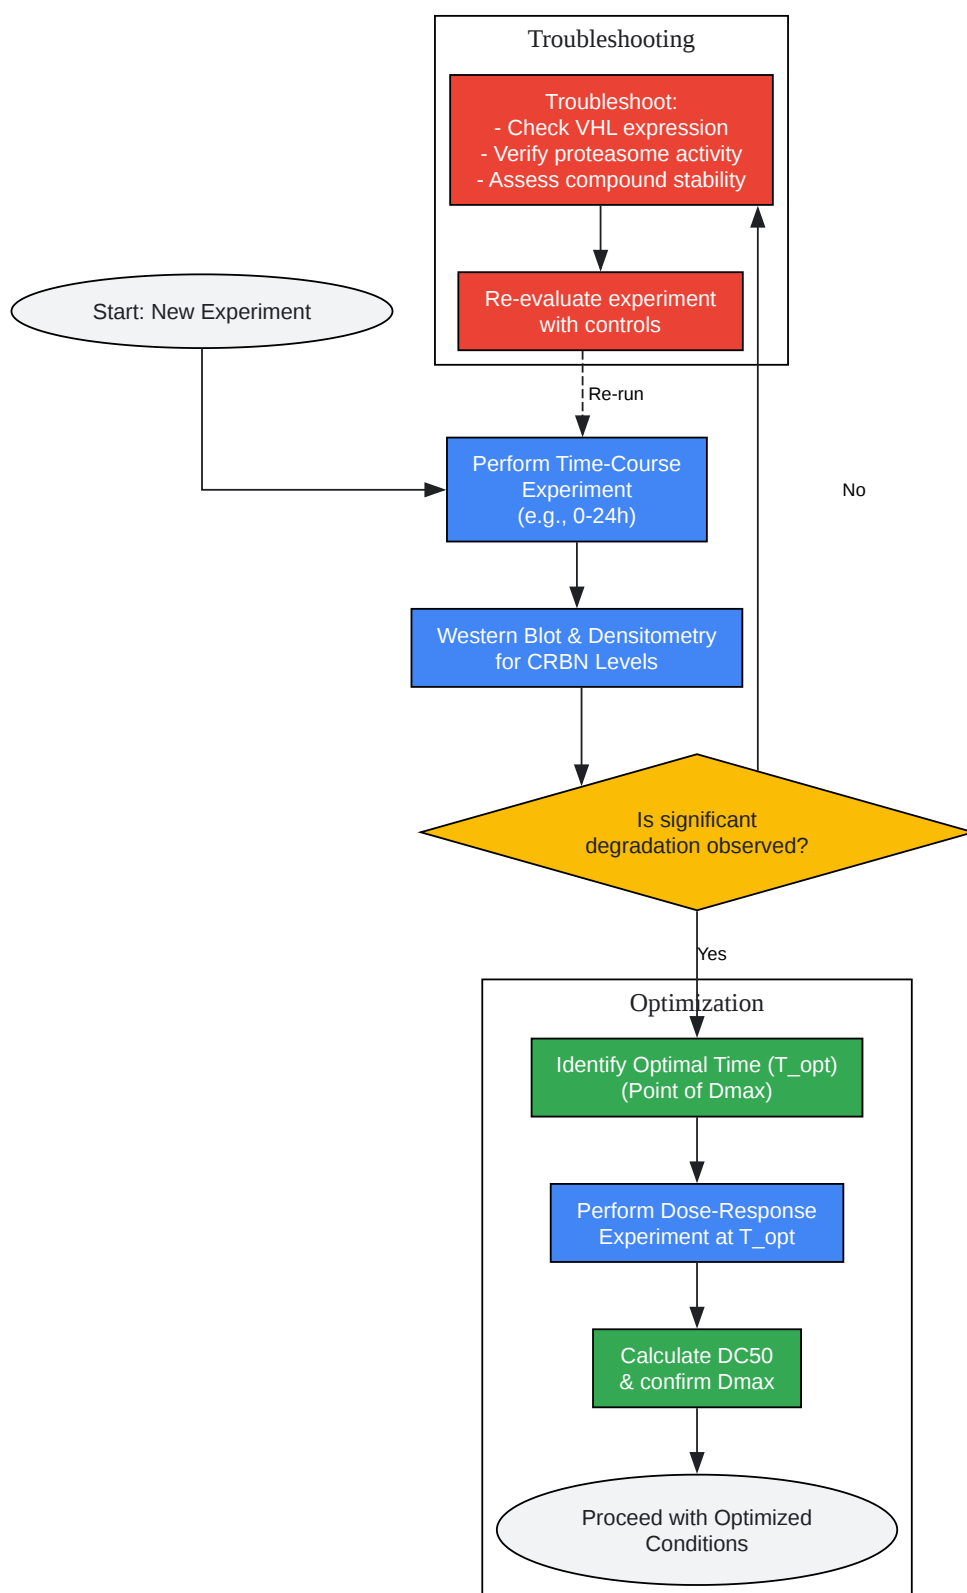 Troubleshooting
Troubleshoot:
- Check VHL expression
- Verify proteasome activity
- Assess compound stability
Re-evaluate experiment
with controls
Start: New Experiment
Re-run
Perform Time-Course
Experiment
(e.g., 0-24h)
No
Western Blot & Densitometry
for CRBN Levels
Is significant
degradation observed?
Yes
Optimization
Identify Optimal Time (T_opt)
(Point of Dmax)
Perform Dose-Response
Experiment at T_opt
Calculate DC50
& confirm Dmax
Proceed with Optimized
Conditions